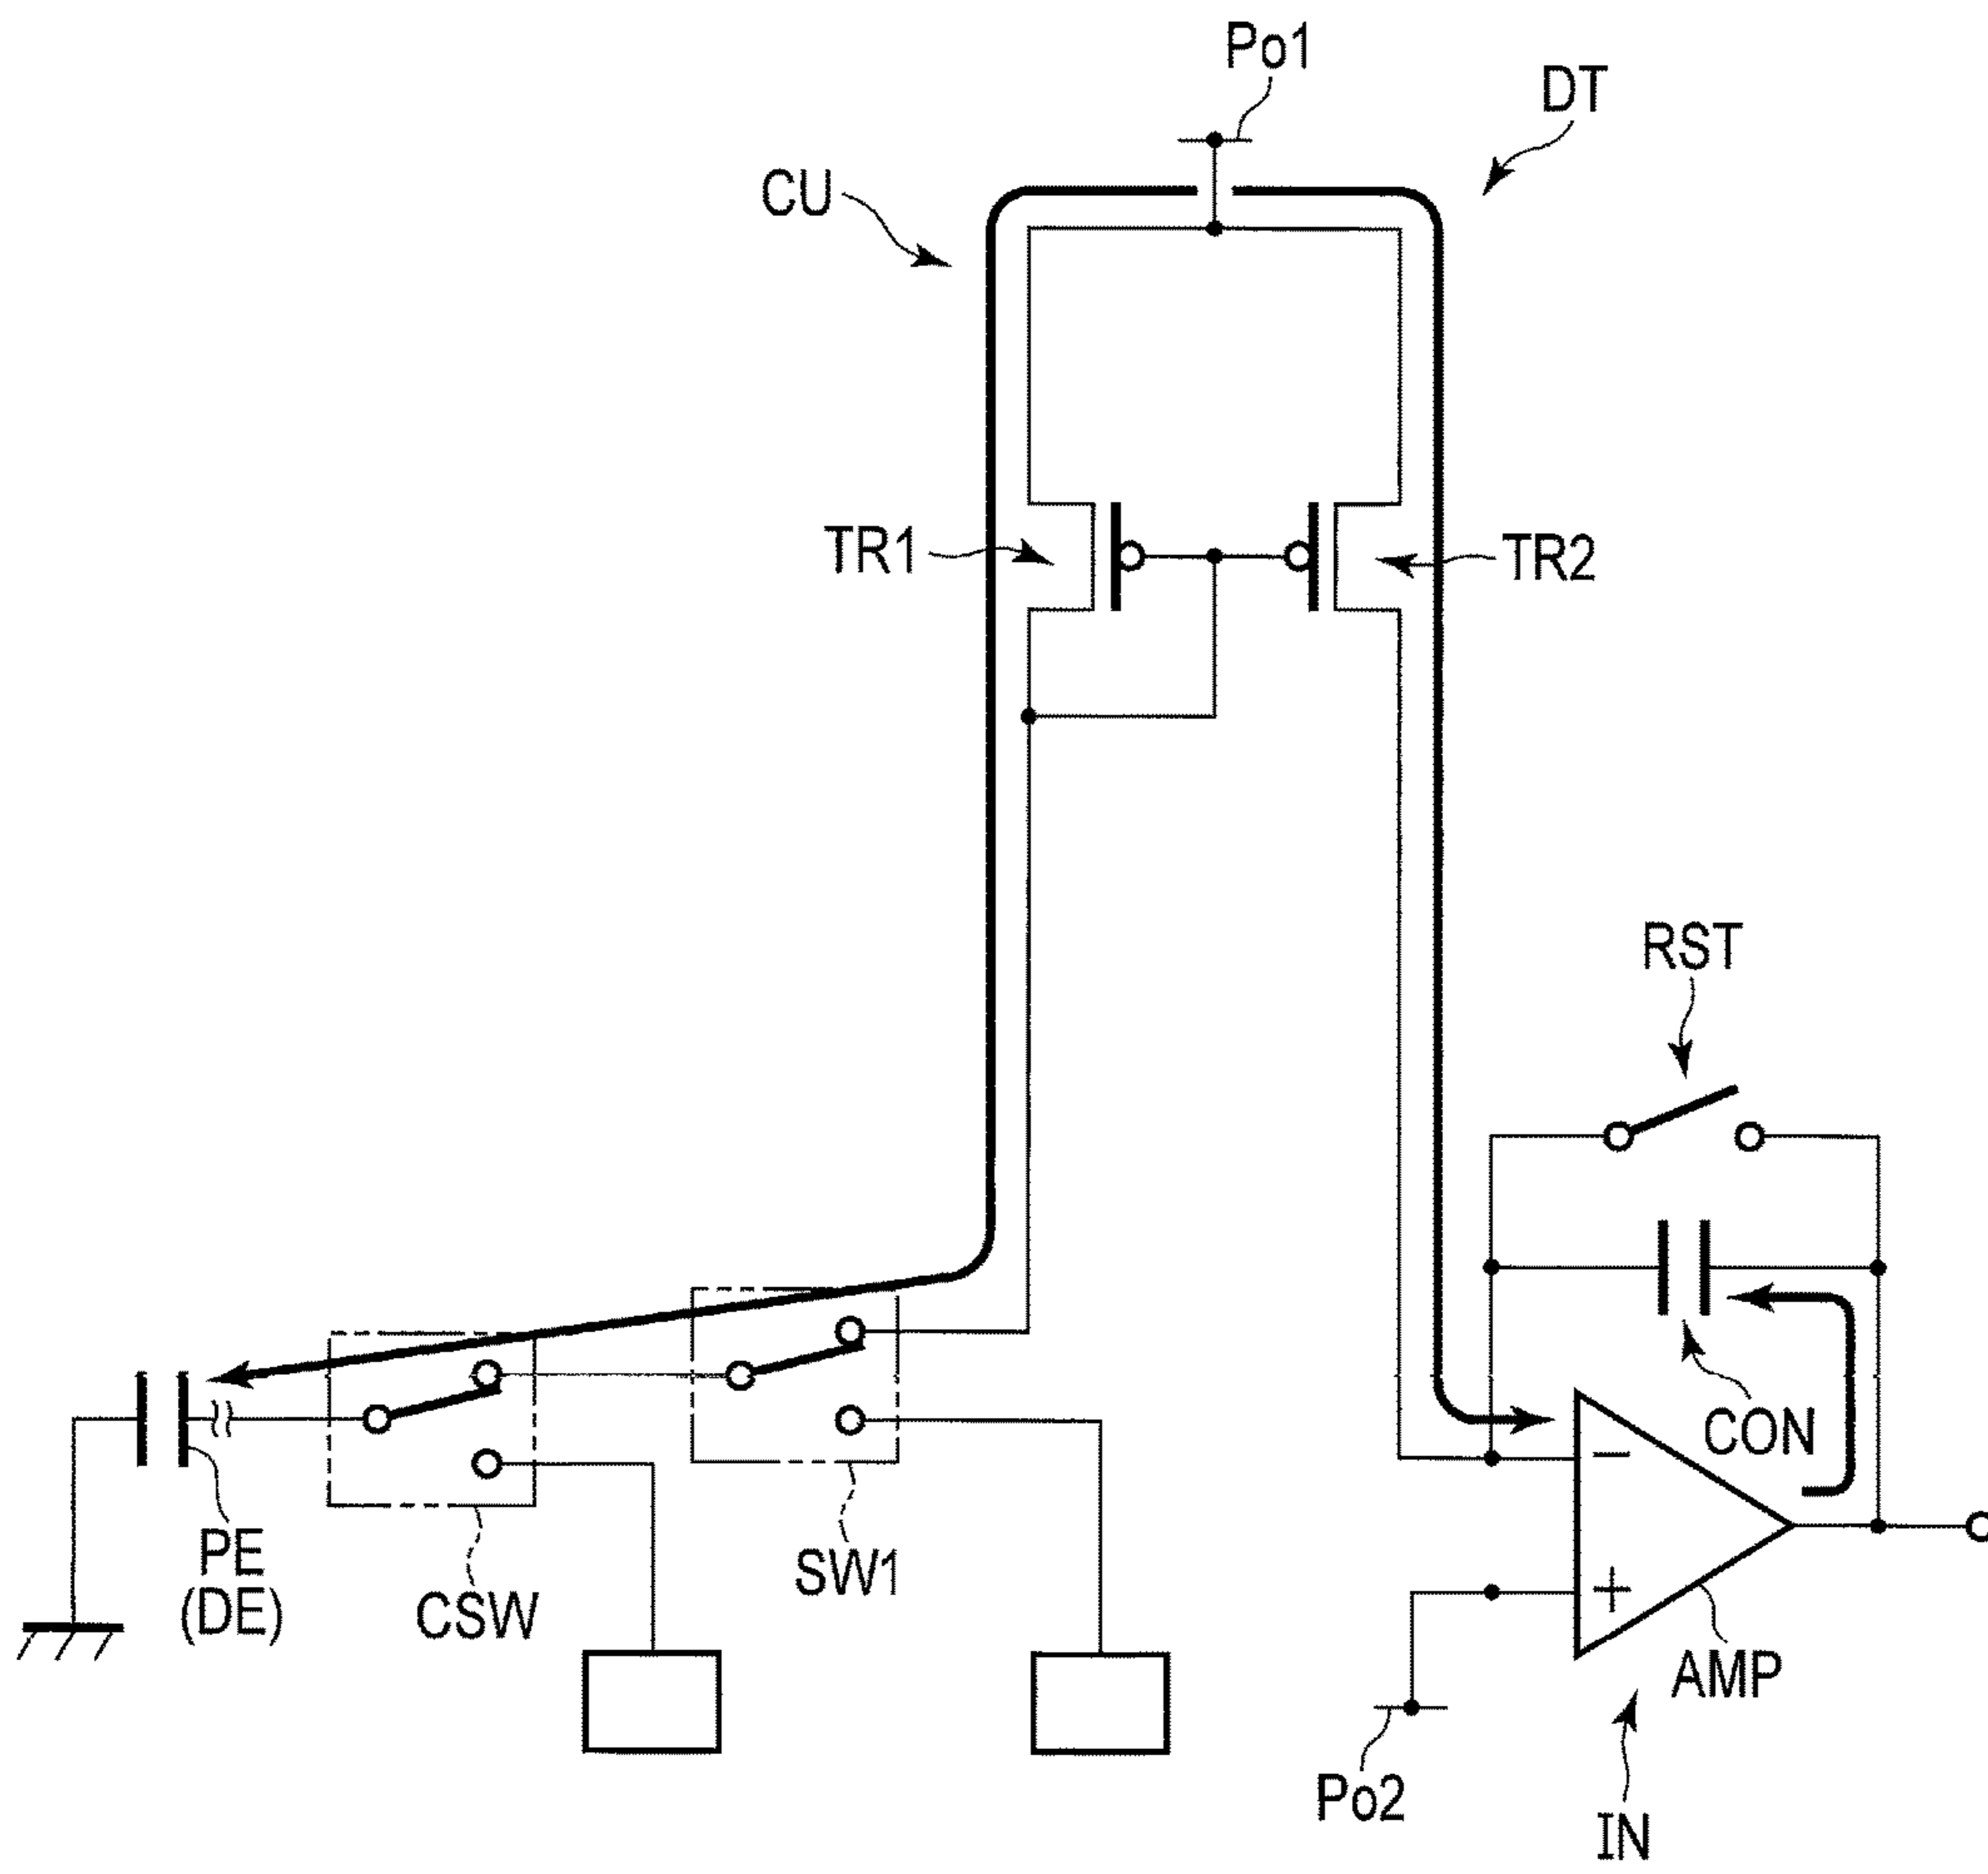 Po1
DT
CU
TR1
TR2
RST
CON
PE
(DE)
CSW
SW1
−
+
AMP
Po2
IN